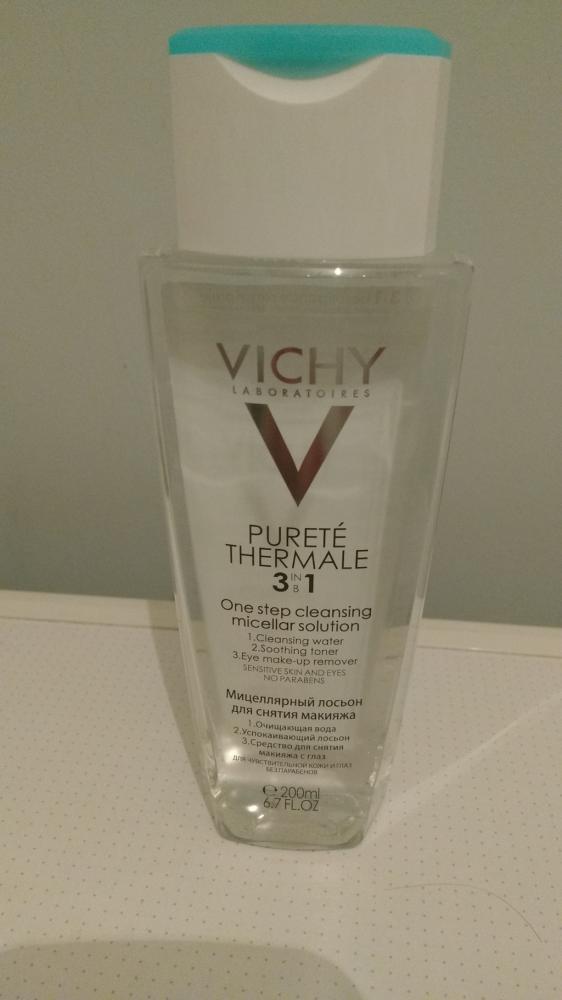 VICHY
LABORATOIRES
V
PURETÉ
THERMALE
3 IN B 1
One step cleansing
micellar solution
1.Cleansing water
2.Soothing toner
3.Eye make-up remover
SENSITIVE SKIN AND EYES
NO PARABENS
Мицеллярный лосьон
для снятия макияжа
1.Очищающая вода
2.Успокаивающий лосьон
3.Средство для снятия
макияжа с глаз
ДЛЯ ЧУВСТВИТЕЛЬНОЙ КОЖИ И ГЛАЗ
БЕЗ ПАРАБЕНОВ
℮ 200ml
6.7 FL.OZ